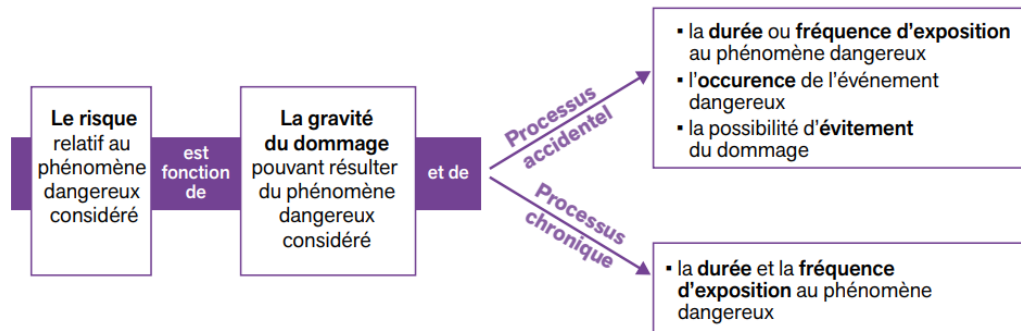 Le risque
relatif au
phénomène
dangereux
considéré
est
fonction
de
La gravité
du dommage
pouvant résulter
du phénomène
dangereux
considéré
et de
Processus
accidentel
▪ la durée ou fréquence d'exposition
au phénomène dangereux
▪ l'occurence de l'événement
dangereux
▪ la possibilité d'évitement
du dommage
Processus
chronique
▪ la durée et la fréquence
d'exposition au phénomène
dangereux